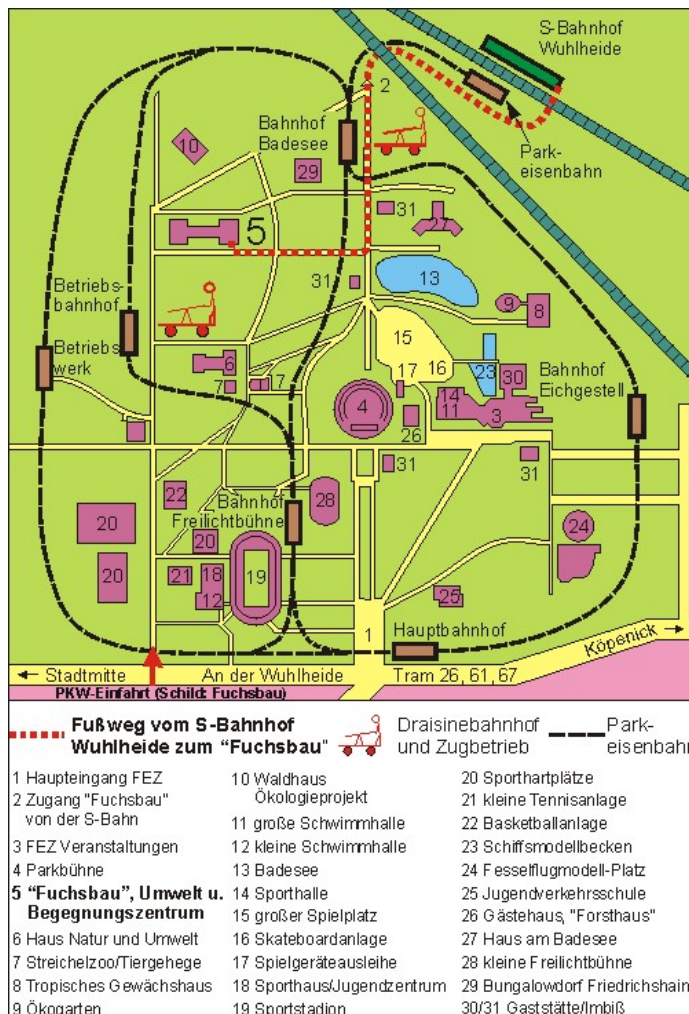 S-Bahnhof
Wuhlheide
2
Bahnhof
Badesee
10
29
Park-
eisenbahn
31
27
5
Betriebs-
bahnhof
31
13
9
8
Betriebs
werk
15
6
16
7
17
17
23
30
Bahnhof
Eichgestell
4
14
11
3
26
31
31
22
Bahnhof
Freilichtbühne
28
20
20
24
20
21
18
19
12
25
1
Hauptbahnhof
Köpenick →
← Stadtmitte An der Wuhlheide Tram 26, 61, 67
PKW-Einfahrt (Schild: Fuchsbau)
Fußweg vom S-Bahnhof
Wuhlheide zum "Fuchsbau"
Draisinebahnhof
und Zugbetrieb
Park-
eisenbahn
1 Haupteingang FEZ
2 Zugang "Fuchsbau"
von der S-Bahn
3 FEZ Veranstaltungen
4 Parkbühne
5 "Fuchsbau", Umwelt u.
Begegnungszentrum
6 Haus Natur und Umwelt
7 Streichelzoo/Tiergehege
8 Tropisches Gewächshaus
9 Ökogarten
10 Waldhaus
Ökologieprojekt
11 große Schwimmhalle
12 kleine Schwimmhalle
13 Badesee
14 Sporthalle
15 großer Spielplatz
16 Skateboardanlage
17 Spielgeräteausleihe
18 Sporthaus/Jugendzentrum
19 Sportstadion
20 Sporthartplätze
21 kleine Tennisanlage
22 Basketballanlage
23 Schiffsmodellbecken
24 Fesselflugmodell-Platz
25 Jugendverkehrsschule
26 Gästehaus, "Forsthaus"
27 Haus am Badesee
28 kleine Freilichtbühne
29 Bungalowdorf Friedrichshain
30/31 Gaststätte/Imbiß